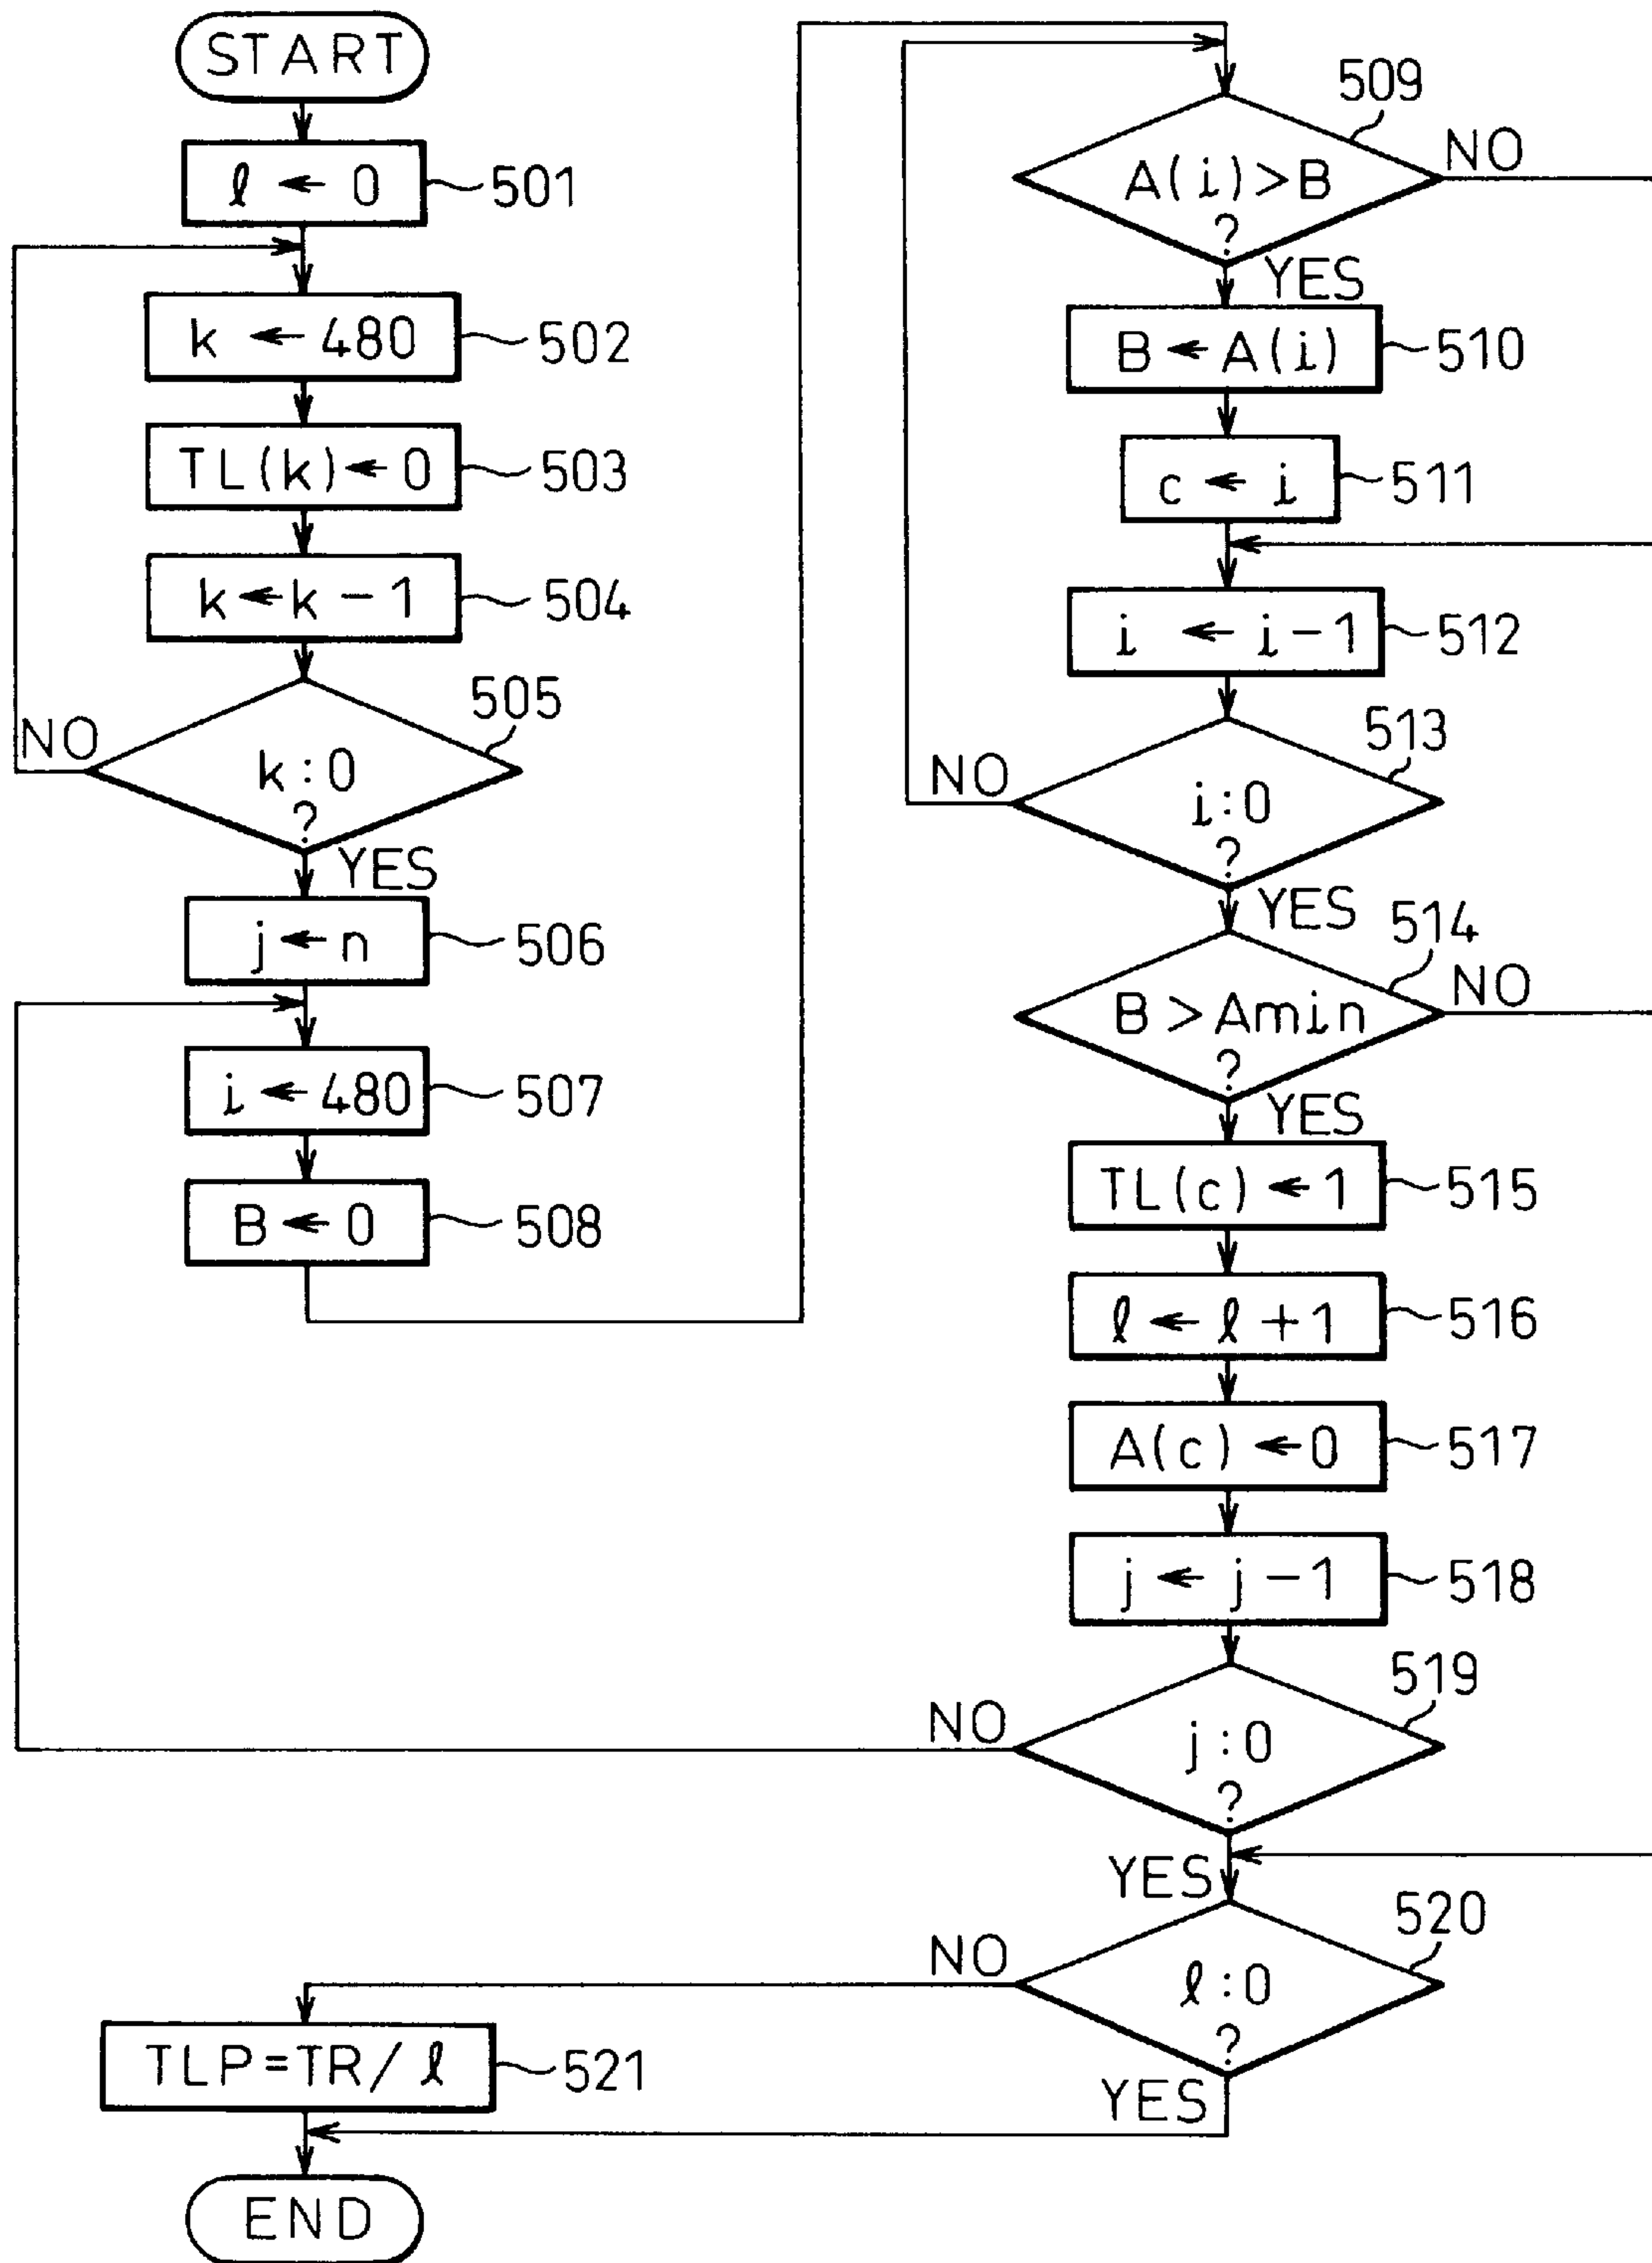 START
ℓ ← 0
501
k ← 480
502
TL(k) ← 0
503
k ← k - 1
504
505
NO
k : 0
?
YES
j ← n
506
i ← 480
507
B ← 0
508
509
NO
A(i) > B
?
YES
B ← A(i)
510
c ← i
511
i ← i - 1
512
513
NO
i : 0
?
YES
514
NO
B > Amin
?
YES
TL(c) ← 1
515
ℓ ← ℓ + 1
516
A(c) ← 0
517
j ← j - 1
518
519
NO
j : 0
?
YES
520
NO
ℓ : 0
?
YES
TLP = TR / ℓ
521
END